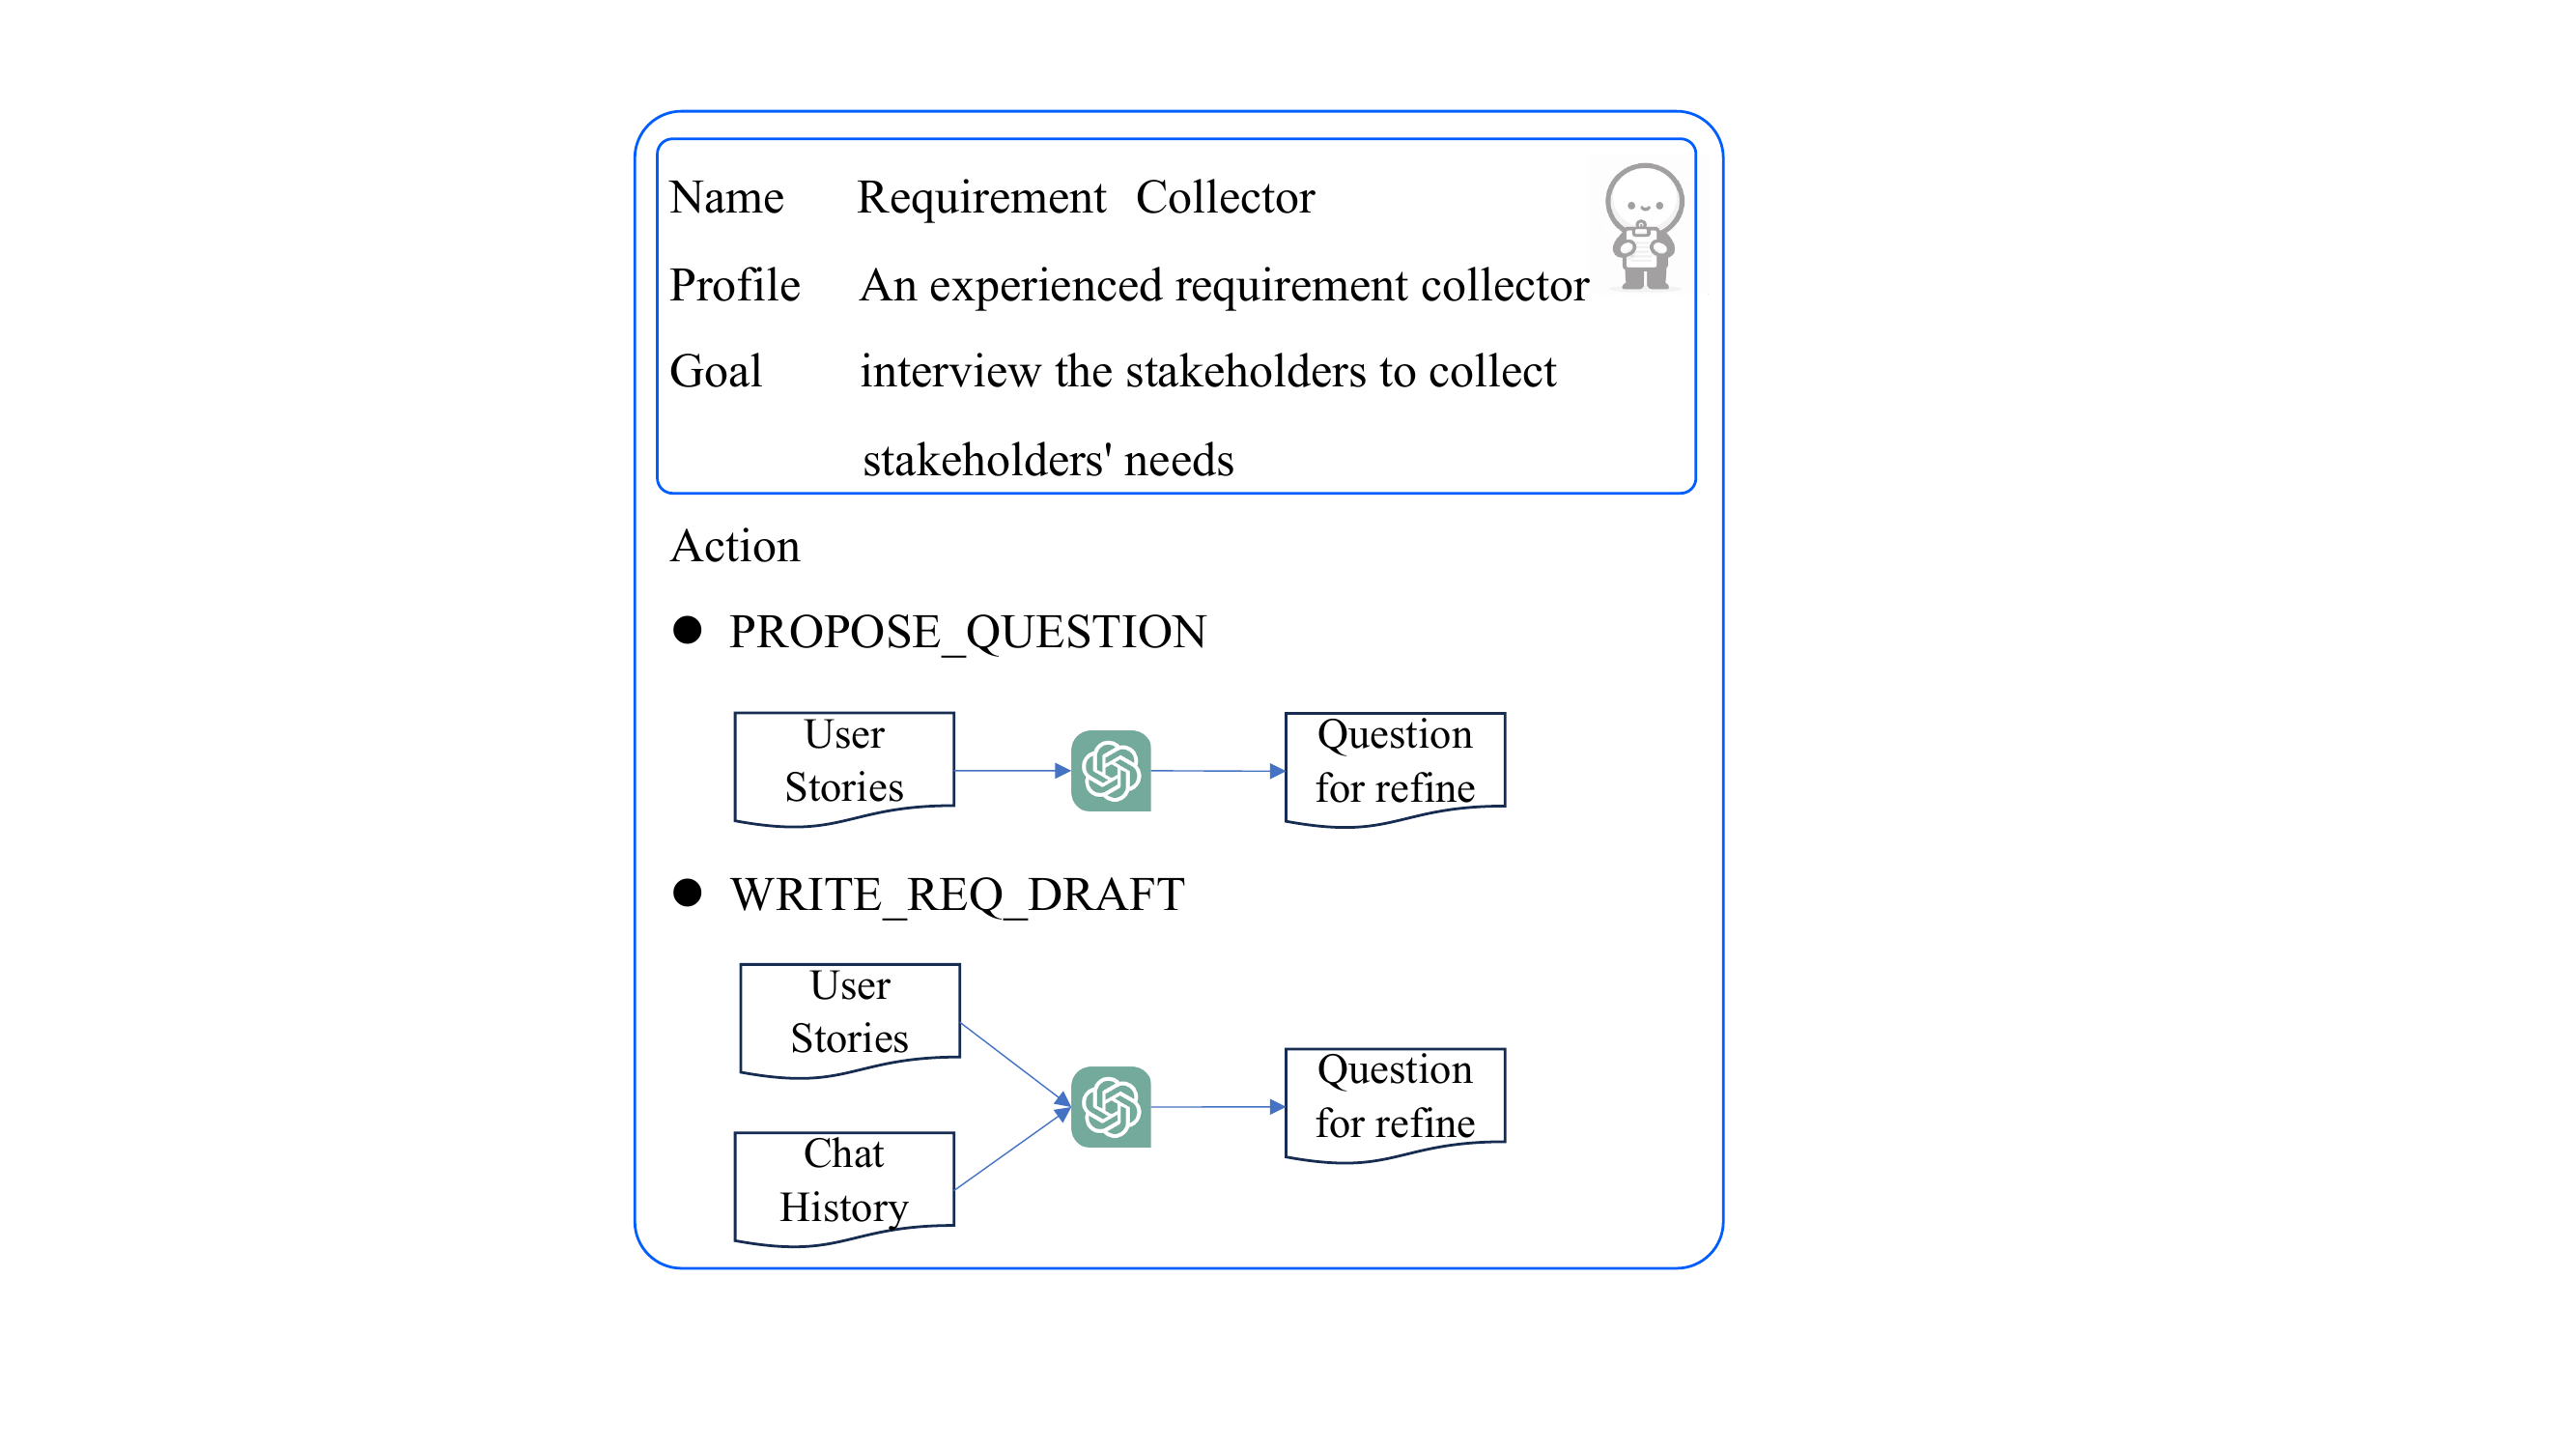 Name Requirement Collector
Profile An experienced requirement collector
Goal interview the stakeholders to collect
stakeholders' needs
Action
● PROPOSE_QUESTION
User
Stories
Question
for refine
● WRITE_REQ_DRAFT
User
Stories
Chat
History
Question
for refine